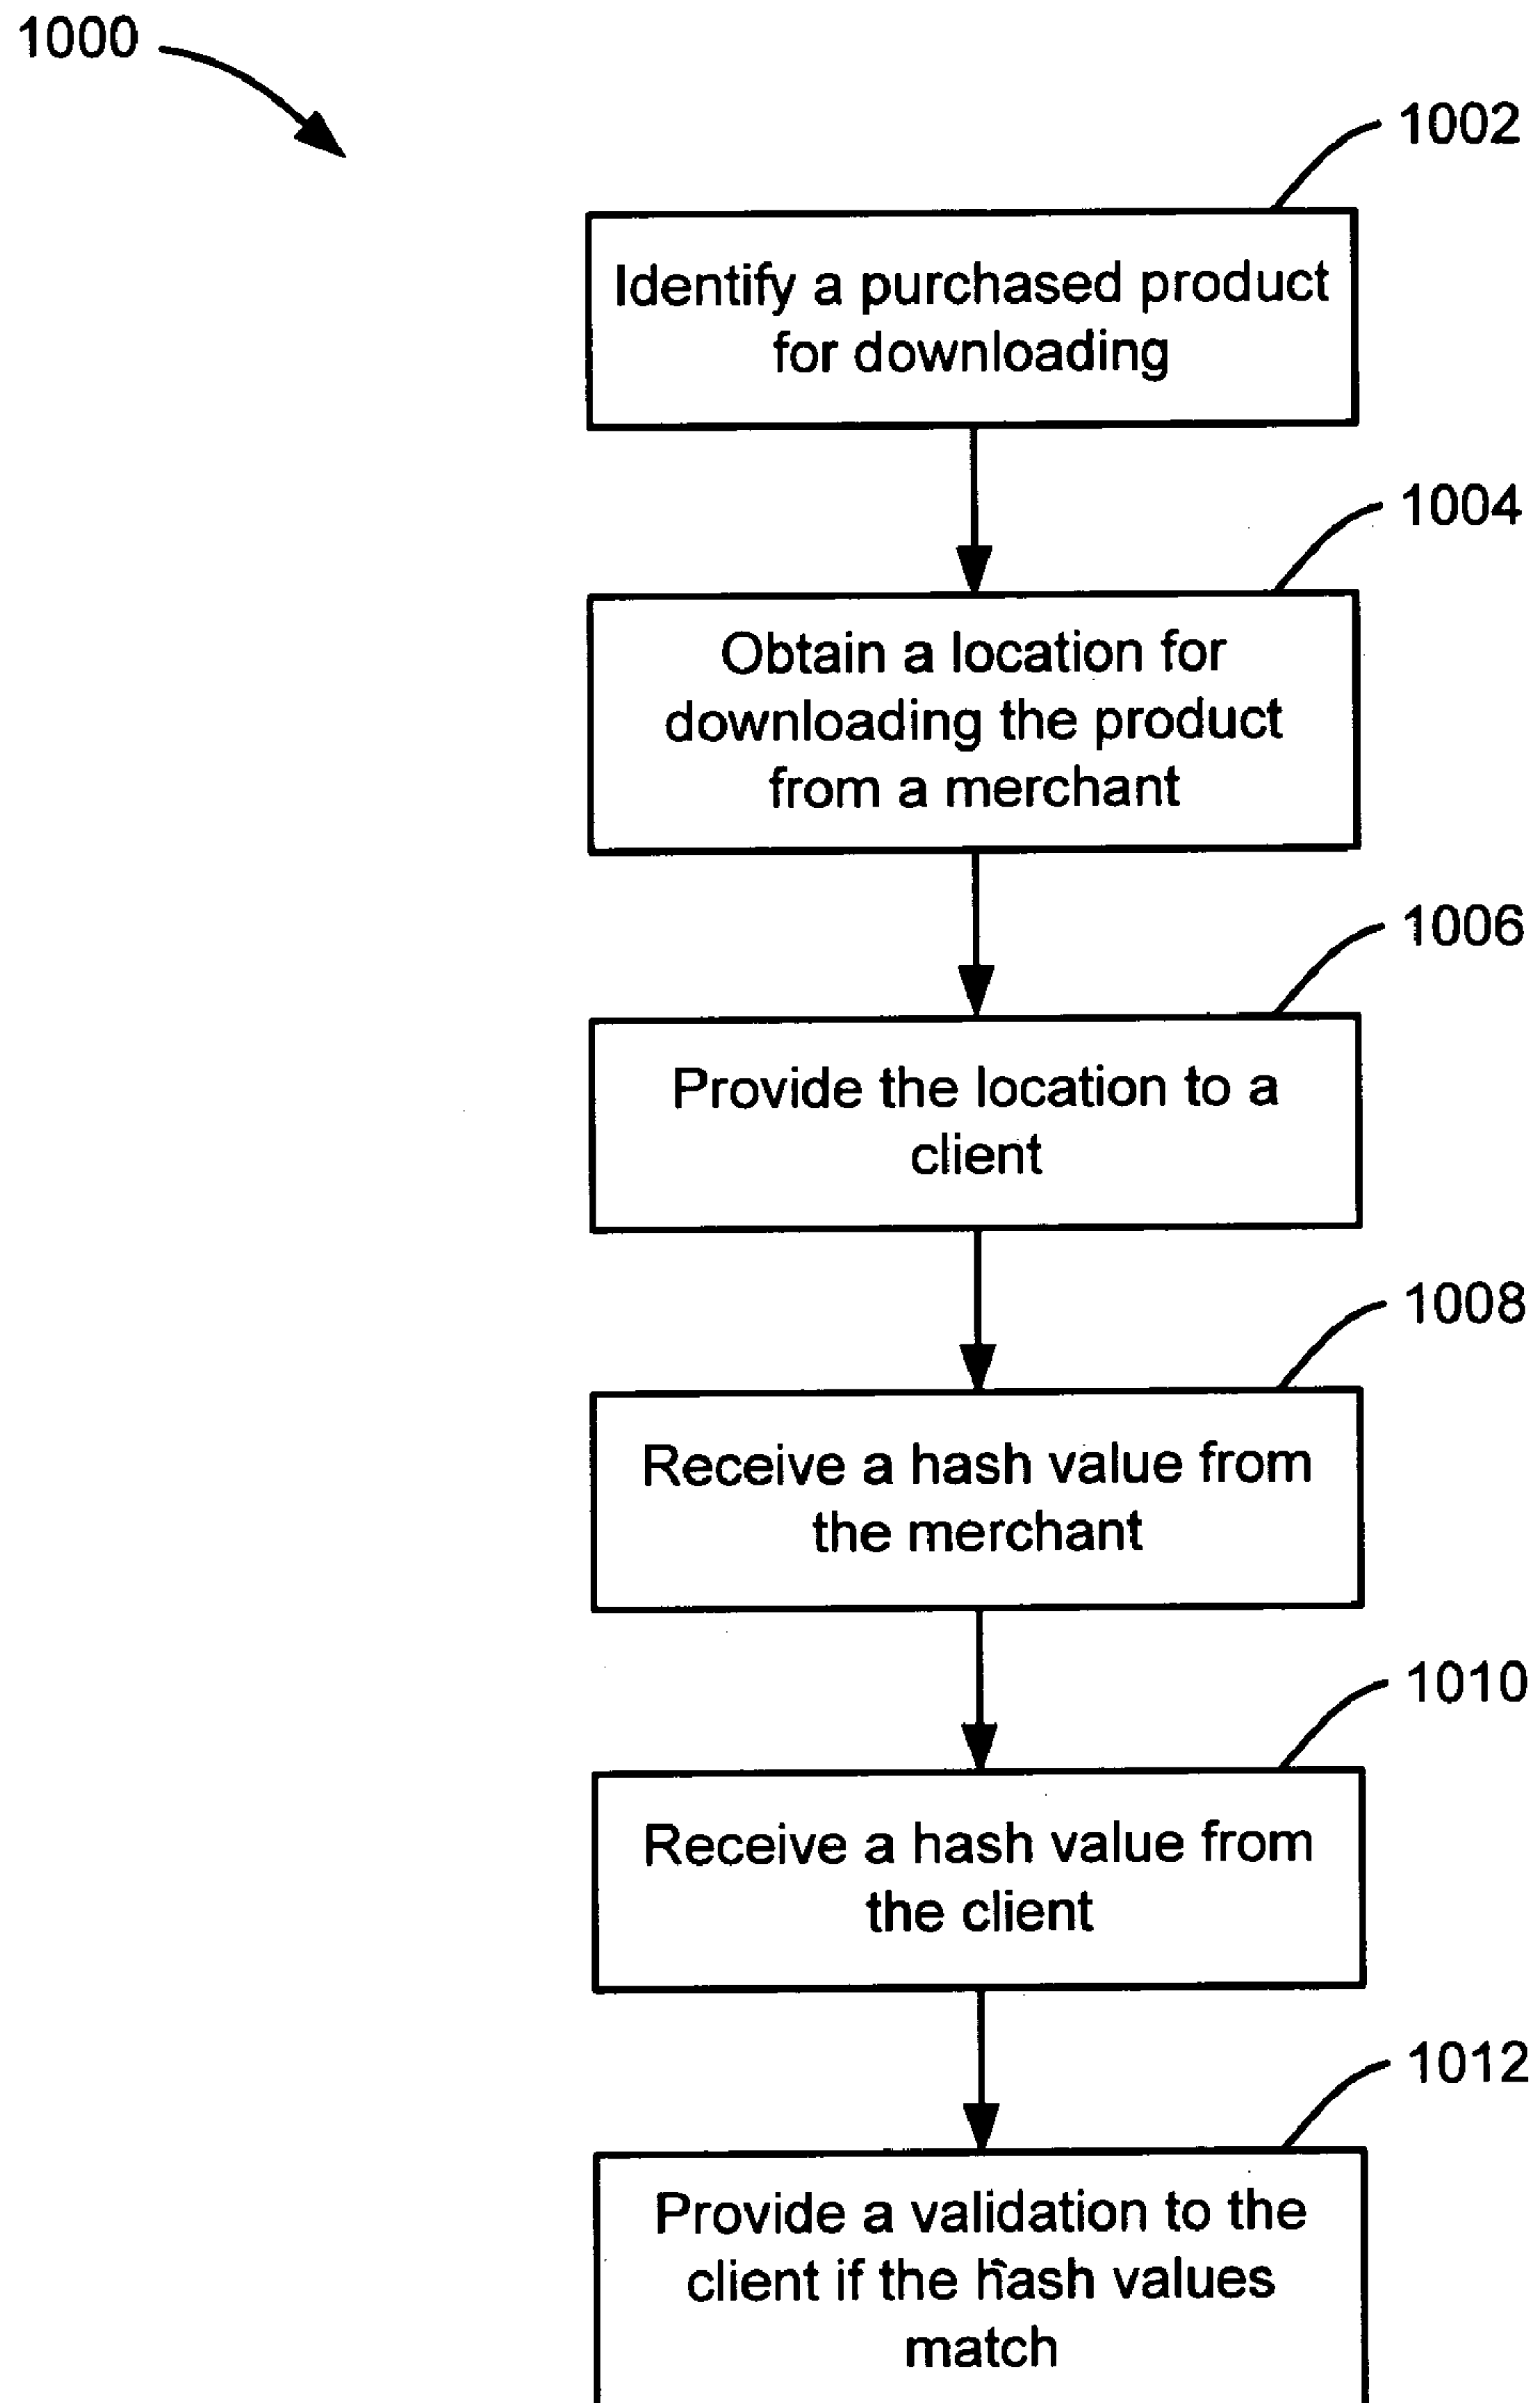 1000
1002
Identify a purchased product
for downloading
1004
Obtain a location for
downloading the product
from a merchant
1006
Provide the location to a
client
1008
Receive a hash value from
the merchant
1010
Receive a hash value from
the client
1012
Provide a validation to the
client if the hash values
match